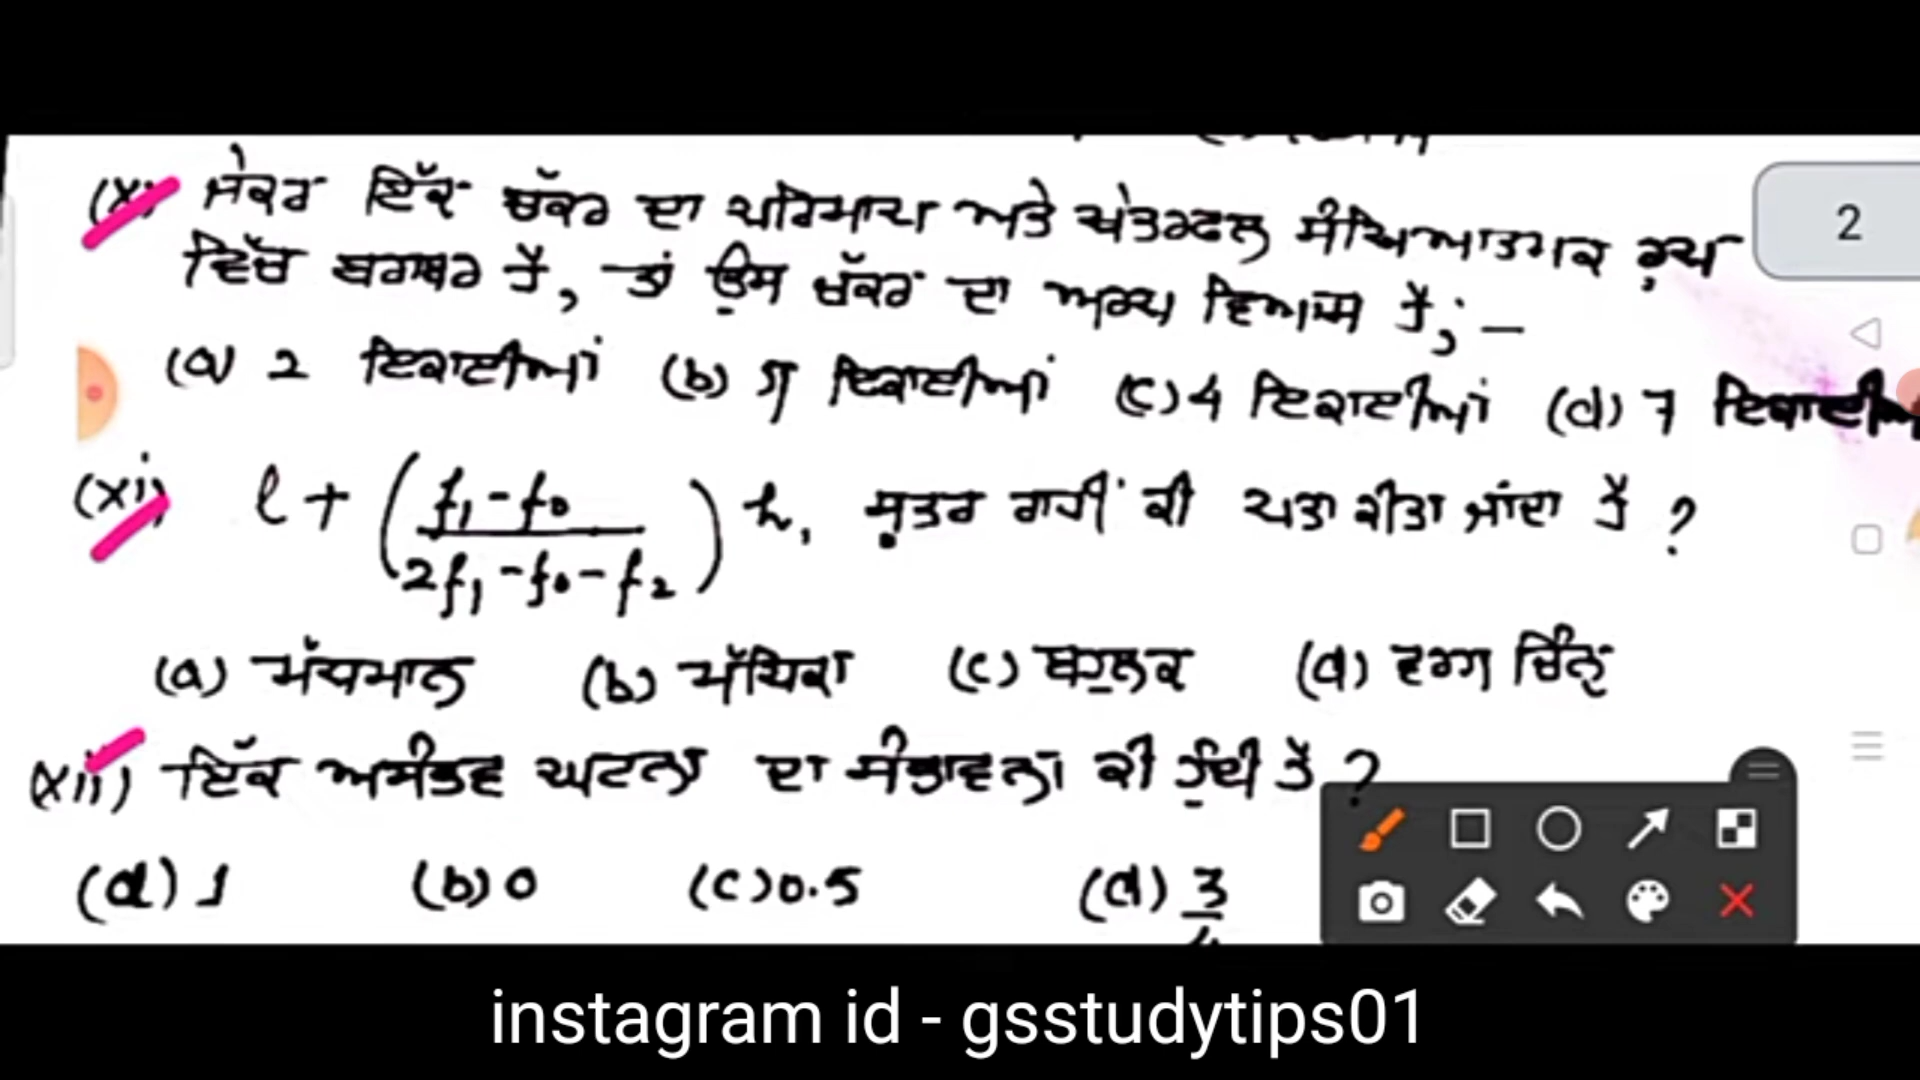 2
(x) ਜੇਕਰ ਇੱਕ ਚੱਕਰ ਦਾ ਪਰਿਮਾਪ ਅਤੇ ਖੇਤਰਫਲ ਸੰਖਿਆਤਮਕ ਰੂਪ
ਵਿੱਚ ਬਰਾਬਰ ਹੈ, ਤਾਂ ਉਸ ਚੱਕਰ ਦਾ ਅਰਧ ਵਿਆਸ ਹੈ; –
(a) 2 ਇਕਾਈਆਂ (b) π ਇਕਾਈਆਂ (c) 4 ਇਕਾਈਆਂ (d) 7
(xi) l + (f₁ - f₀ / 2f₁ - f₀ - f₂) h, ਸੂਤਰ ਰਾਹੀਂ ਕੀ ਪਤਾ ਕੀਤਾ ਜਾਂਦਾ ਹੈ ?
(a) ਮੱਧਮਾਨ (b) ਮੱਧਿਕਾ (c) ਬਹੁਲਕ (d) ਵਰਗ ਚਿੰਨ੍ਹ
(xii) ਇੱਕ ਅਸੰਭਵ ਘਟਨਾ ਦਾ ਸੰਭਾਵਨਾ ਕੀ ਹੁੰਦੀ ਹੈ ?
(a) 1 (b) 0 (c) 0.5 (d) 3
instagram id - gsstudytips01